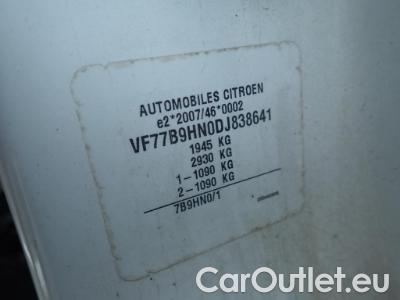 AUTOMOBILES CITROEN
e2*2007/46*0002
VF77B9HN0DJ838641
1945 KG
2930 KG
1-1090 KG
2-1090 KG
7B9HN0/1
CarOutlet.eu